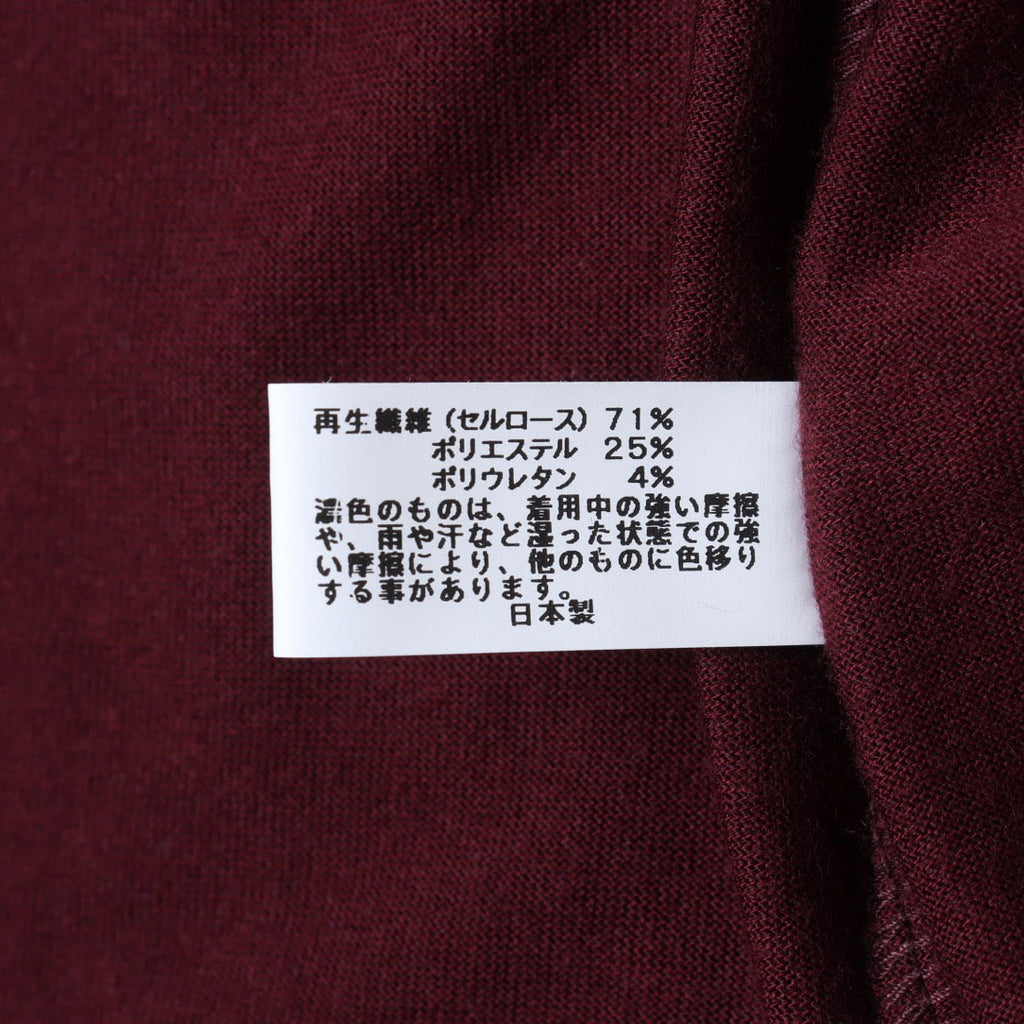 再生繊維(セルロース) 71%
ポリエステル 25%
ポリウレタン 4%
濃色のものは、着用中の強い摩擦
や、雨や汗など湿った状態での強
い摩擦により、他のものに色移り
する事があります。
日本製